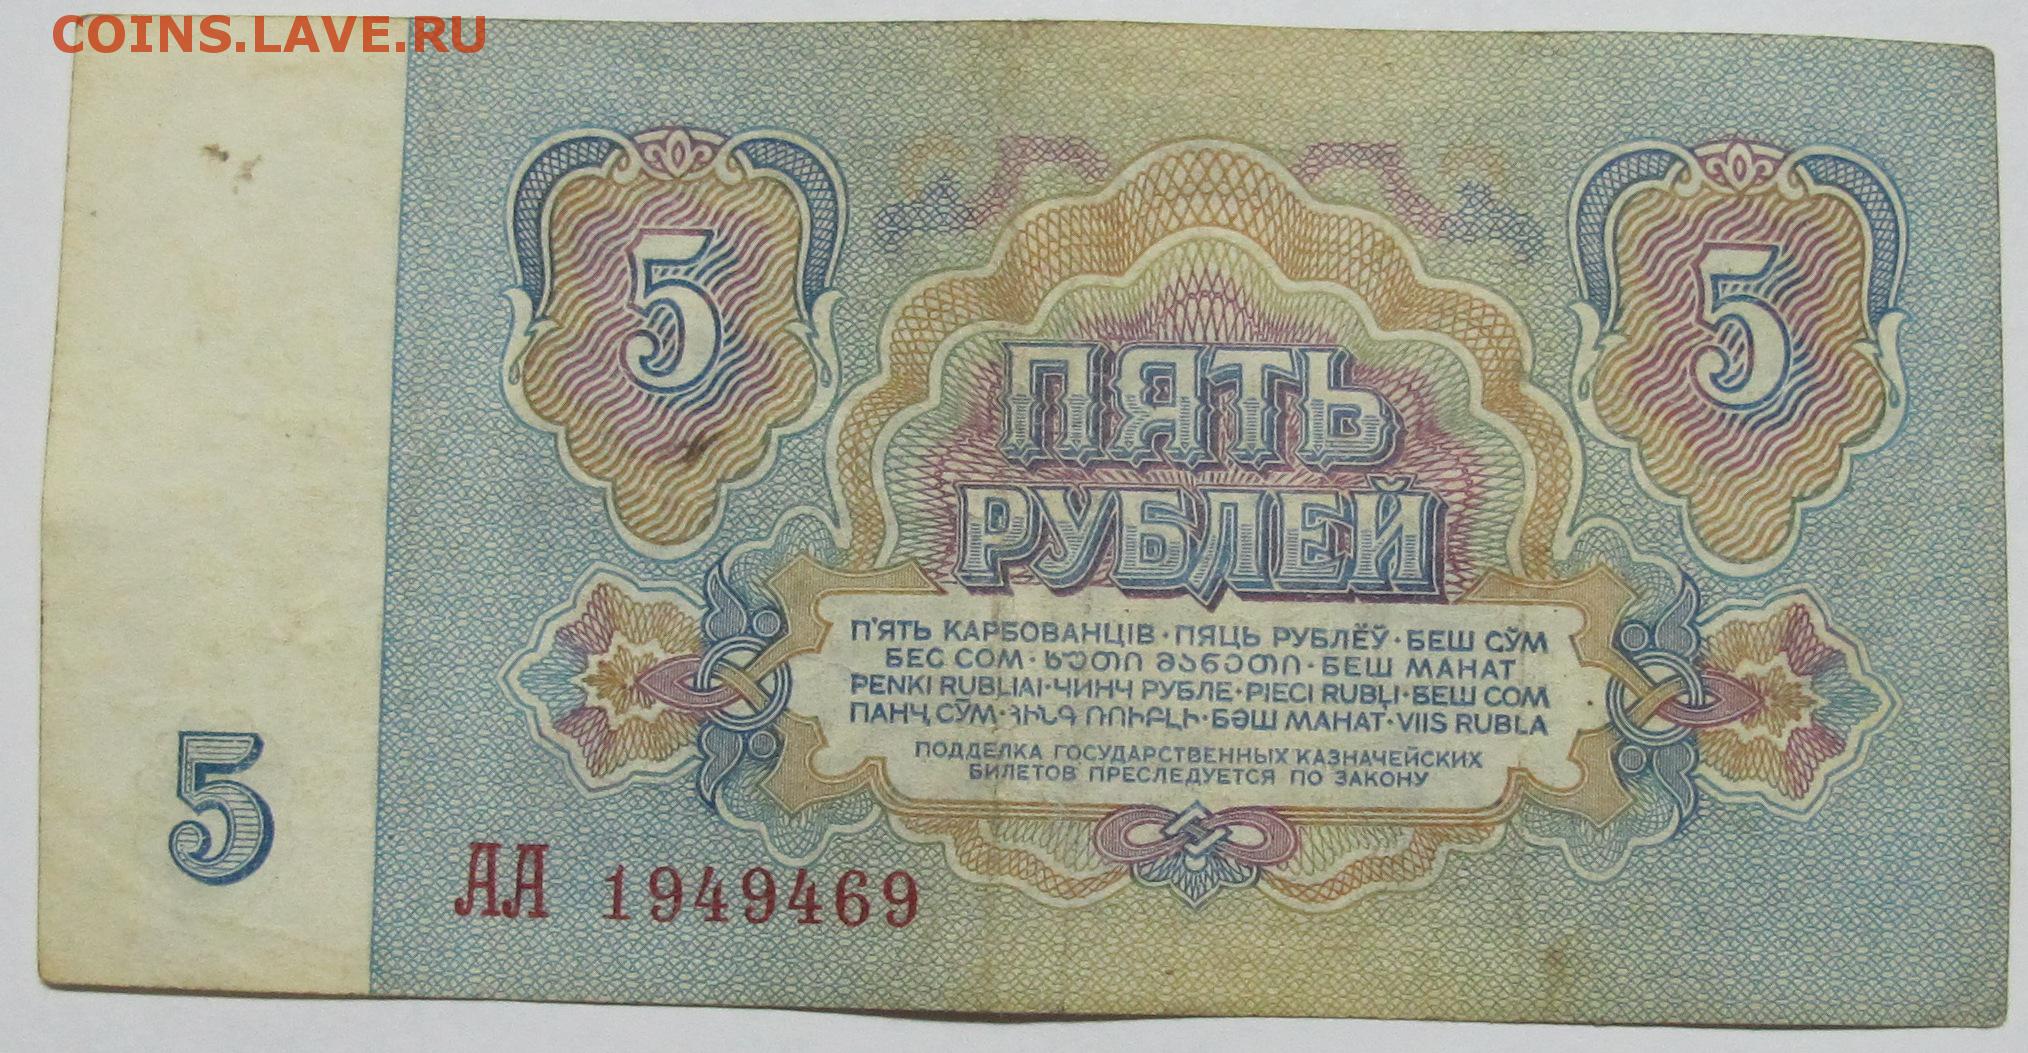 COINS.LAVE.RU
5
5
ПЯТЬ
РУБЛЕЙ
П'ЯТЬ КАРБОВАНЦІВ · ПЯЦЬ РУБЛЁЎ · БЕШ СЎМ
БЕС СОМ · ხუთი მანეთი · БЕШ МАНАТ
PENKI RUBLIAI · ЧИНЧ РУБЛЕ · PIECI RUBĻI · БЕШ СОМ
ПАНҶ СЎМ · ՀԻՆԳ ՌՈՒԲԼԻ · БӘШ МАНАТ · VIIS RUBLA
ПОДДЕЛКА ГОСУДАРСТВЕННЫХ КАЗНАЧЕЙСКИХ
БИЛЕТОВ ПРЕСЛЕДУЕТСЯ ПО ЗАКОНУ
5
АА 1949469